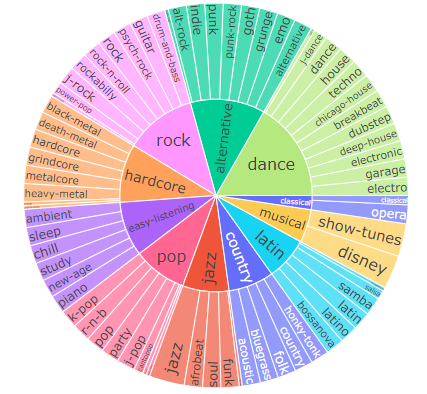 alternative
dance
classical
musical
latin
country
jazz
pop
easy-listening
hardcore
rock
alt-rock
indie
punk
punk-rock
goth
grunge
emo
alternative
j-dance
dance
house
techno
chicago-house
breakbeat
dubstep
deep-house
electronic
garage
electro
classical
opera
show-tunes
disney
salsa
samba
latin
latino
bossanova
honky-tonk
country
folk
bluegrass
acoustic
funk
soul
afrobeat
jazz
cantopop
j-pop
party
pop
r-n-b
k-pop
piano
new-age
study
chill
sleep
ambient
heavy-metal
metalcore
grindcore
hardcore
death-metal
black-metal
power-pop
j-rock
rockabilly
rock-n-roll
rock
psych-rock
guitar
drum-and-bass